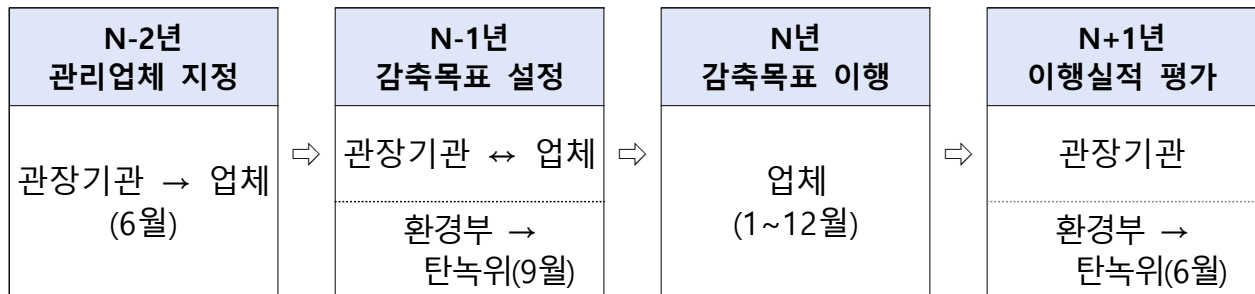 N-2년
관리업체 지정
관장기관 → 업체
(6월)
⇨
N-1년
감축목표 설정
관장기관 ↔ 업체
환경부 →
탄녹위(9월)
⇨
N년
감축목표 이행
업체
(1~12월)
⇨
N+1년
이행실적 평가
관장기관
환경부 →
탄녹위(6월)